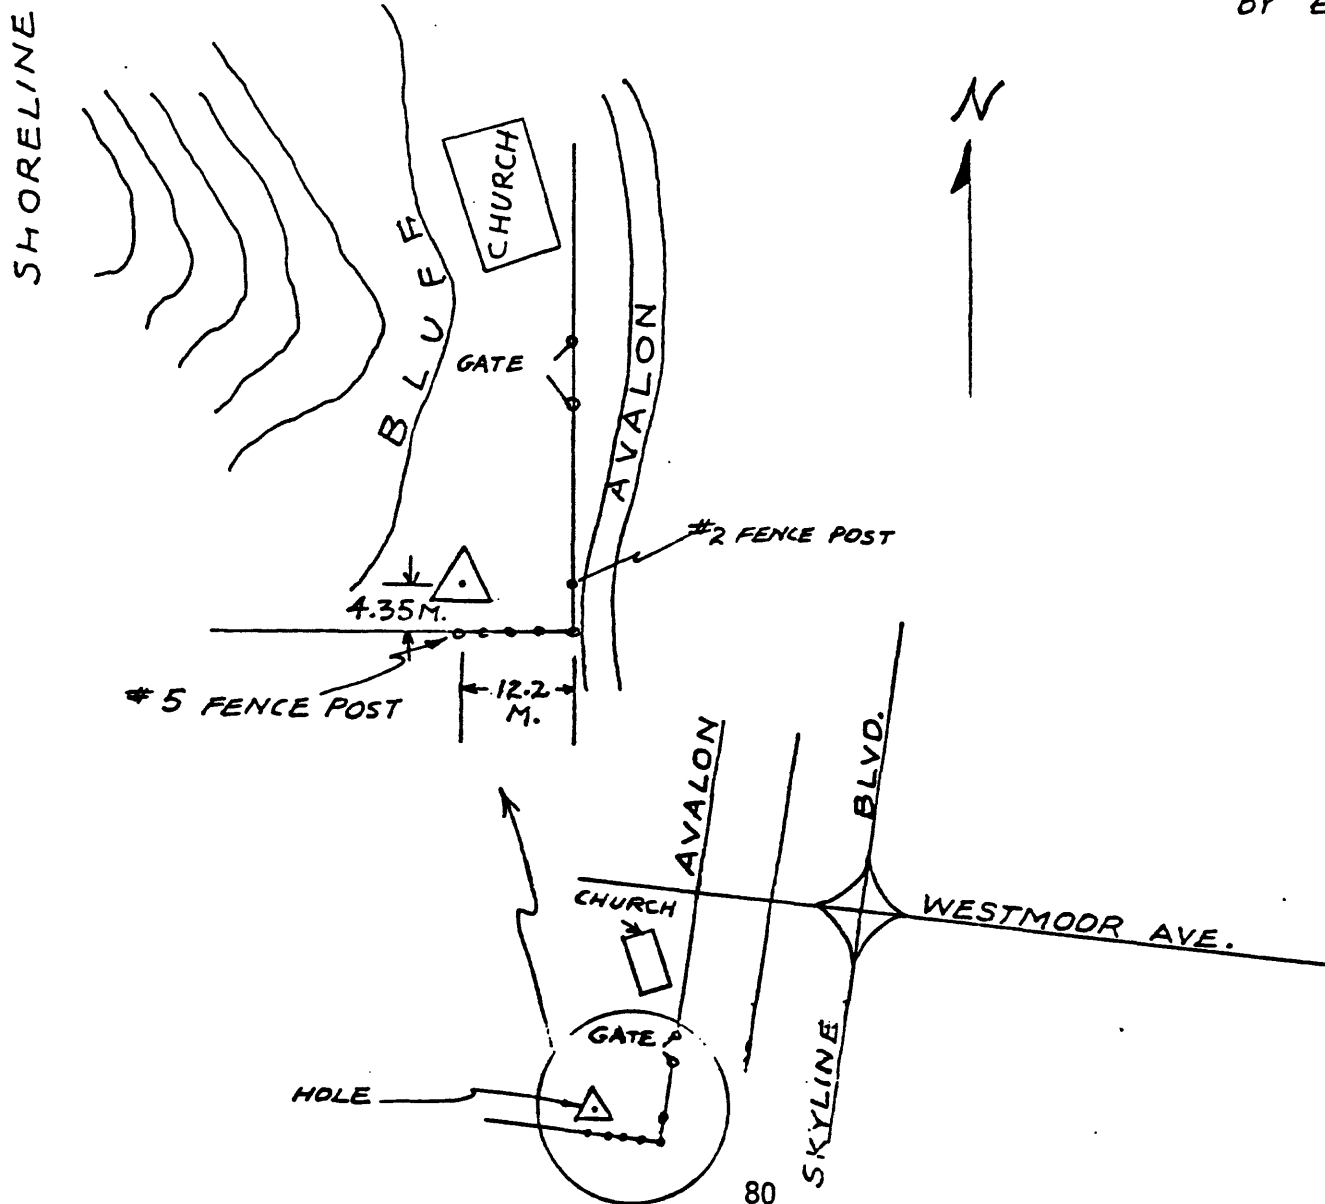 BY E
SHORELINE
N
CHURCH
BLUFF
GATE
AVALON
#2 FENCE POST
4.35M.
#5 FENCE POST
12.2
M.
AVALON
BLVD.
CHURCH
WESTMOOR AVE.
GATE
HOLE
SKYLINE
80